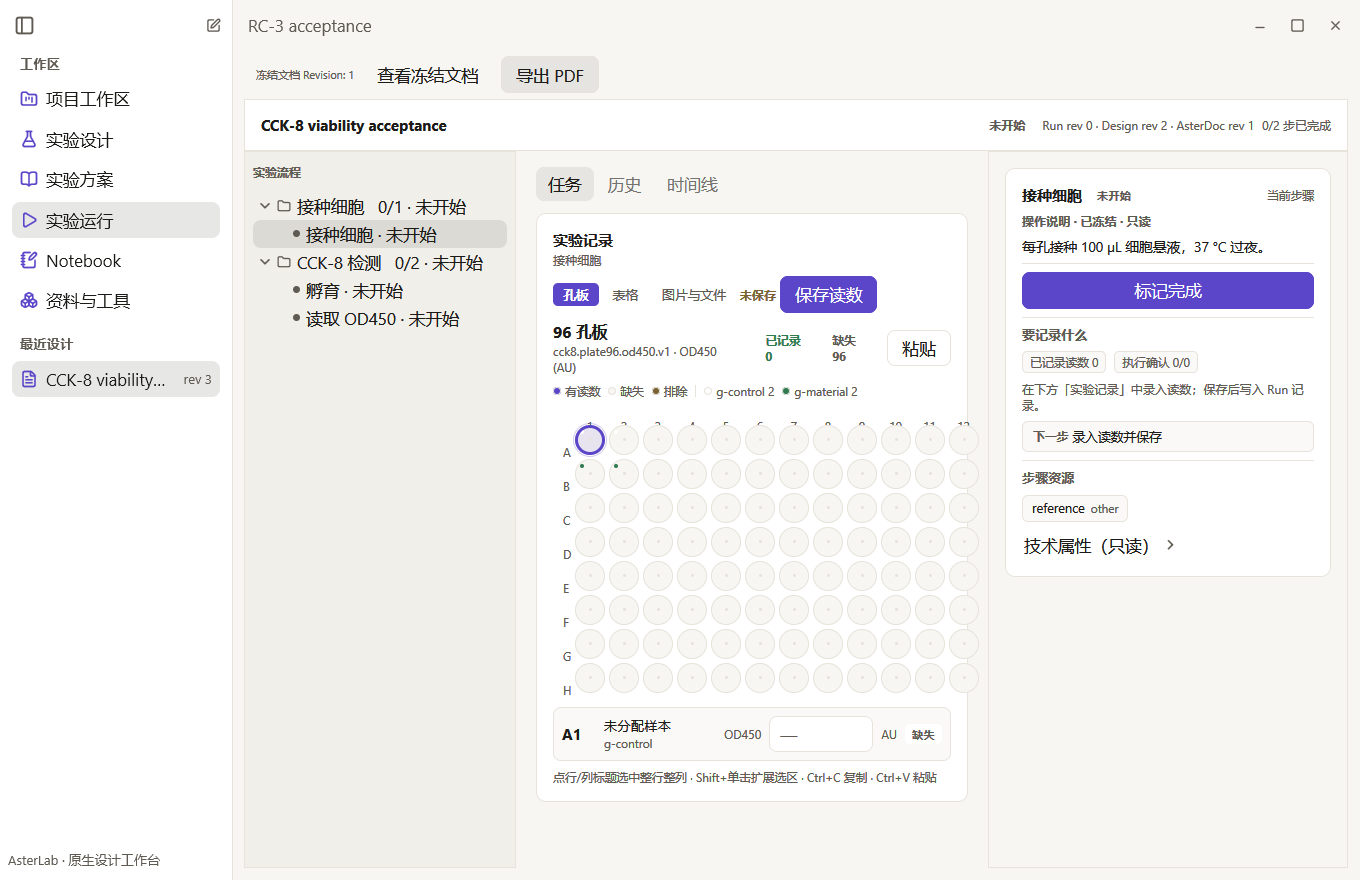 RC-3 acceptance
工作区
项目工作区
实验设计
实验方案
实验运行
Notebook
资料与工具
最近设计
CCK-8 viability... rev 3
AsterLab · 原生设计工作台
冻结文档 Revision: 1 查看冻结文档 导出 PDF
CCK-8 viability acceptance
未开始 Run rev 0 · Design rev 2 · AsterDoc rev 1 0/2 步已完成
实验流程
接种细胞 0/1 · 未开始
接种细胞 · 未开始
CCK-8 检测 0/2 · 未开始
孵育 · 未开始
读取 OD450 · 未开始
任务 历史 时间线
实验记录
接种细胞
孔板 表格 图片与文件 未保存 保存读数
96 孔板
cck8.plate96.od450.v1 · OD450
(AU)
已记录
0
缺失
96
粘贴
有读数 缺失 排除 g-control 2 g-material 2
1 2 3 4 5 6 7 8 9 10 11 12
A
B
C
D
E
F
G
H
A1
未分配样本
g-control
OD450 — AU 缺失
点行/列标题选中整行整列 · Shift+单击扩展选区 · Ctrl+C 复制 · Ctrl+V 粘贴
接种细胞 未开始 当前步骤
操作说明 · 已冻结 · 只读
每孔接种 100 µL 细胞悬液，37 °C 过夜。
标记完成
要记录什么
已记录读数 0 执行确认 0/0
在下方「实验记录」中录入读数；保存后写入 Run 记
录。
下一步 录入读数并保存
步骤资源
reference other
技术属性（只读）